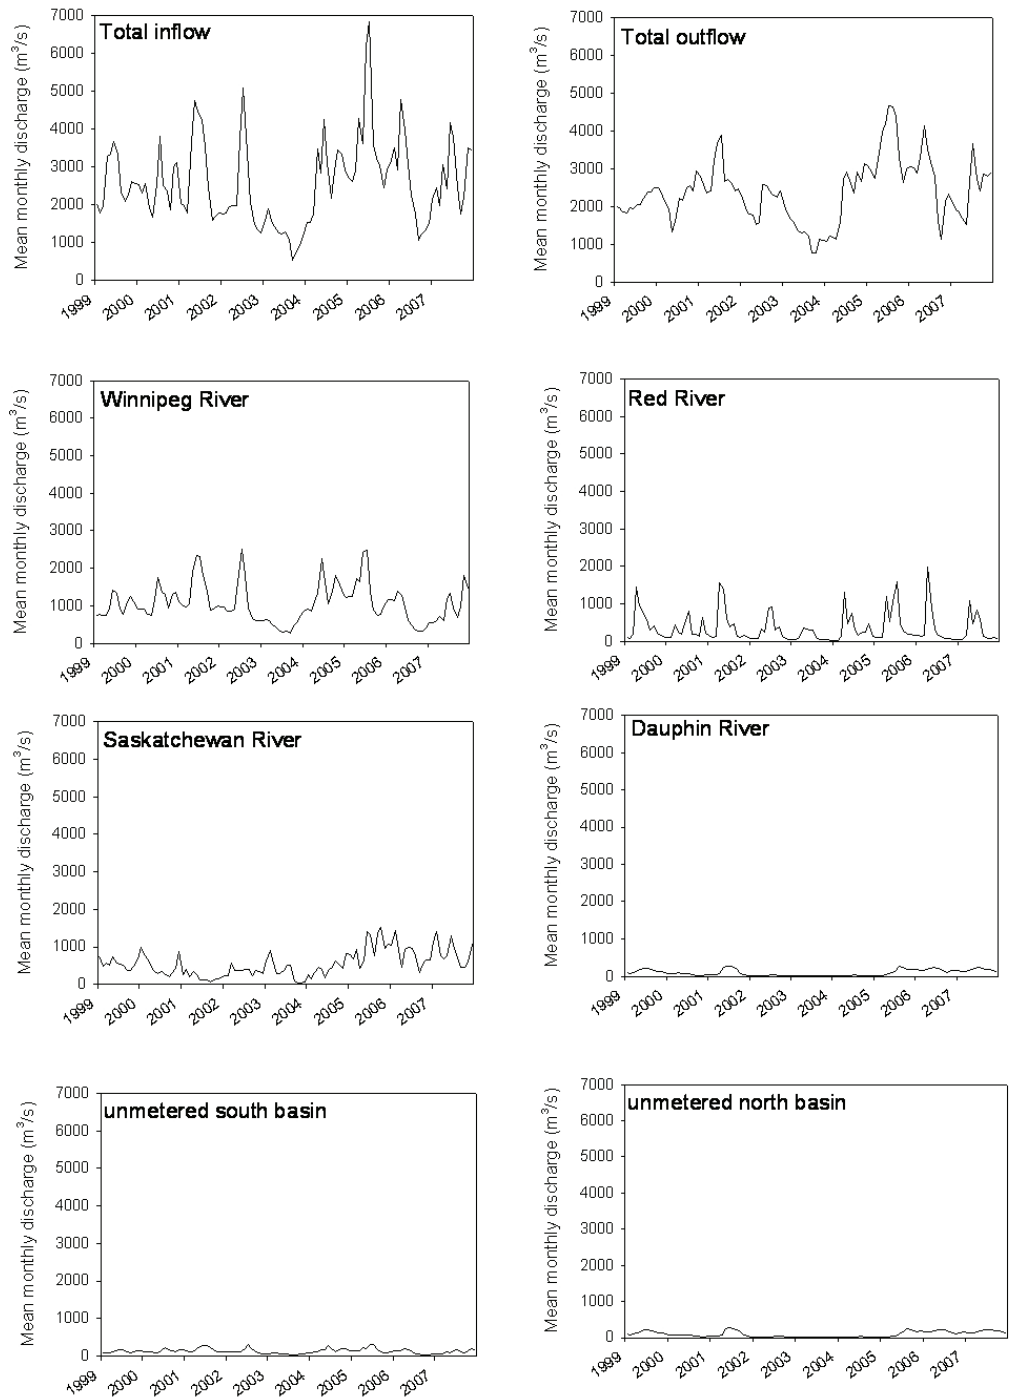 Total inflow
Mean monthly discharge (m³/s)
7000
6000
5000
4000
3000
2000
1000
0
1999 2000 2001 2002 2003 2004 2005 2006 2007
Total outflow
Mean monthly discharge (m³/s)
7000
6000
5000
4000
3000
2000
1000
0
1999 2000 2001 2002 2003 2004 2005 2006 2007
Winnipeg River
Mean monthly discharge (m³/s)
7000
6000
5000
4000
3000
2000
1000
0
1999 2000 2001 2002 2003 2004 2005 2006 2007
Red River
Mean monthly discharge (m³/s)
7000
6000
5000
4000
3000
2000
1000
0
1999 2000 2001 2002 2003 2004 2005 2006 2007
Saskatchewan River
Mean monthly discharge (m³/s)
7000
6000
5000
4000
3000
2000
1000
0
1999 2000 2001 2002 2003 2004 2005 2006 2007
Dauphin River
Mean monthly discharge (m³/s)
7000
6000
5000
4000
3000
2000
1000
0
1998 2000 2001 2002 2003 2004 2005 2006 2007
unmetered south basin
Mean monthly discharge (m³/s)
7000
6000
5000
4000
3000
2000
1000
0
1999 2000 2001 2002 2003 2004 2005 2006 2007
unmetered north basin
Mean monthly discharge (m³/s)
7000
6000
5000
4000
3000
2000
1000
0
1999 2000 2001 2002 2003 2004 2005 2006 2007